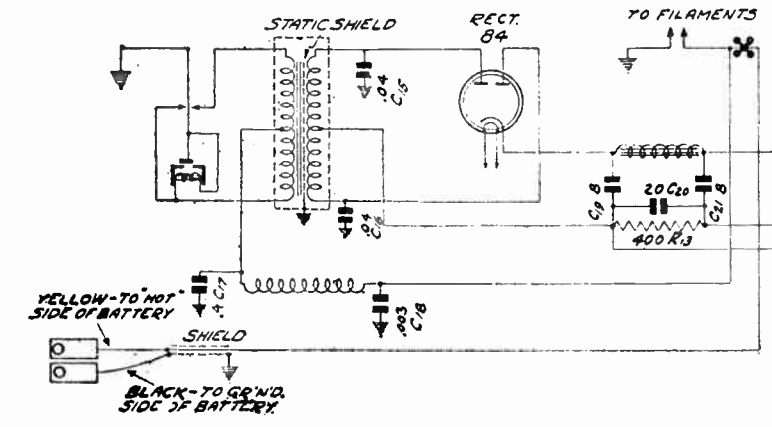 STATIC SHIELD
RECT.
84
TO FILAMENTS
.04
C15
.04
C16
C19 8
20 C20
C21 8
400 R13
.4 C17
.003
C18
YELLOW-TO "HOT"
SIDE OF BATTERY
SHIELD
BLACK-TO GR'N'D.
SIDE OF BATTERY.